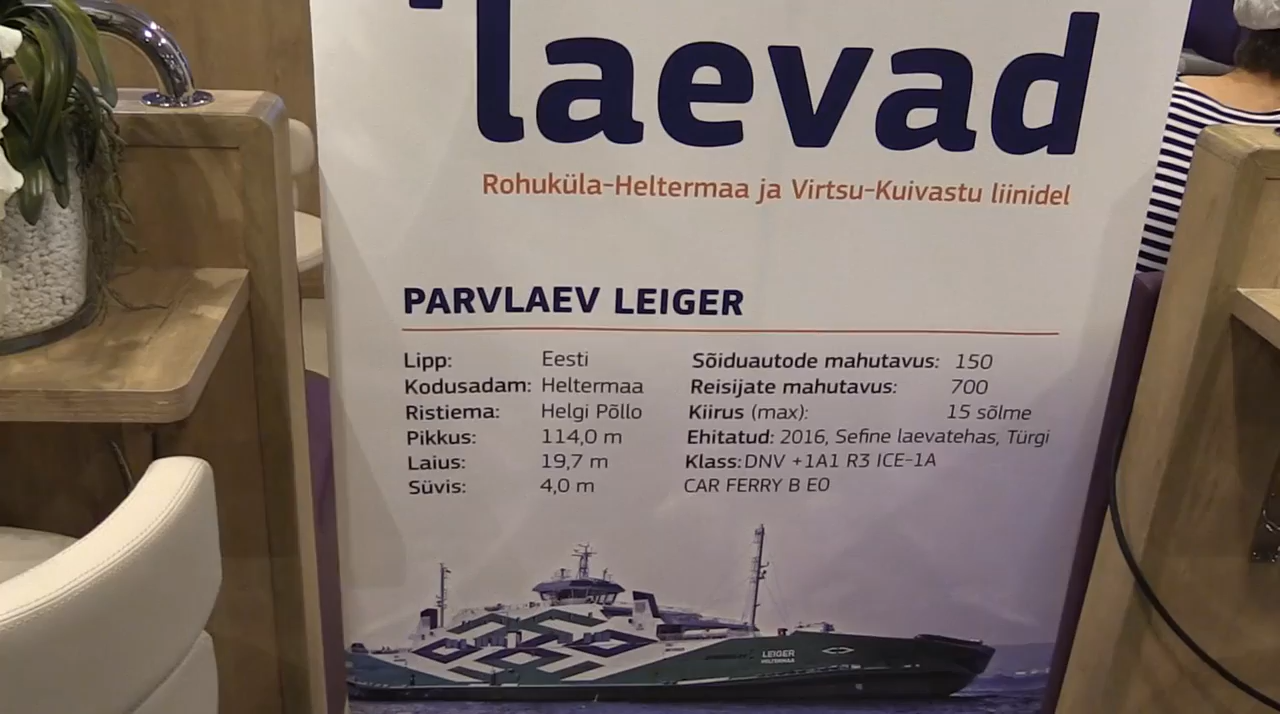 laevad
Rohuküla-Heltermaa ja Virtsu-Kuivastu liinidel
PARVLAEV LEIGER
Lipp: Eesti
Kodusadam: Heltermaa
Ristiema: Helgi Põllo
Pikkus: 114,0 m
Laius: 19,7 m
Süvis: 4,0 m
Sõiduautode mahutavus: 150
Reisijate mahutavus: 700
Kiirus (max): 15 sõlme
Ehitatud: 2016, Sefine laevatehas, Türgi
Klass: DNV +1A1 R3 ICE-1A
CAR FERRY B E0
LEIGER
HELTERMAA